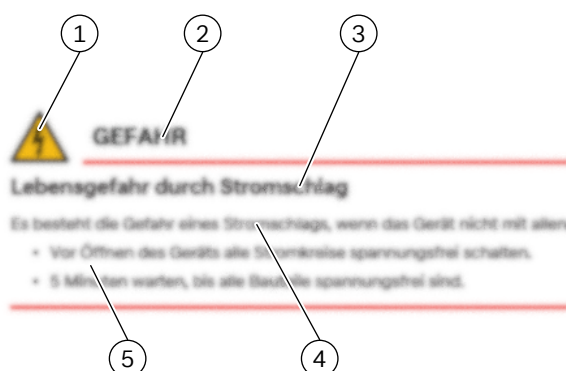 1 2 3
GEFAHR
Lebensgefahr durch Stromschlag
Es besteht die Gefahr eines Stromschlags, wenn das Gerät nicht mit allen
• Vor Öffnen des Geräts alle Stromkreise spannungsfrei schalten.
• 5 Minuten warten, bis alle Bauteile spannungsfrei sind.
5 4